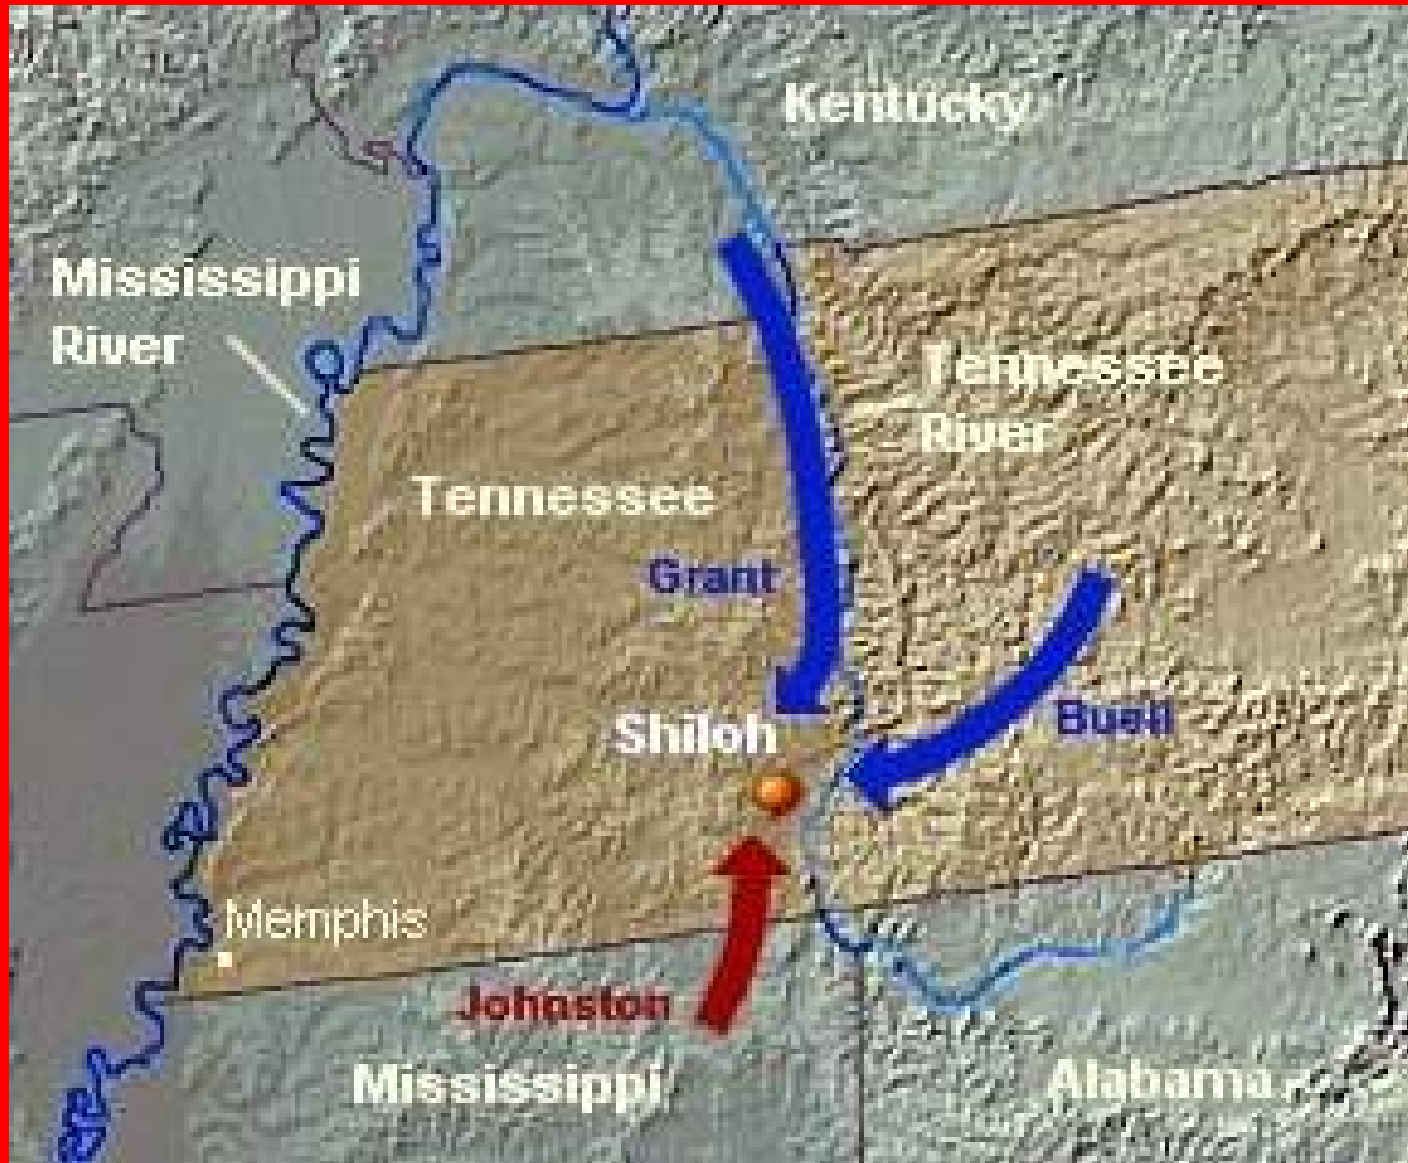 Kentucky
Mississippi
River
Tennessee
River
Tennessee
Grant
Buell
Shiloh
Memphis
Johnston
Mississippi
Alabama